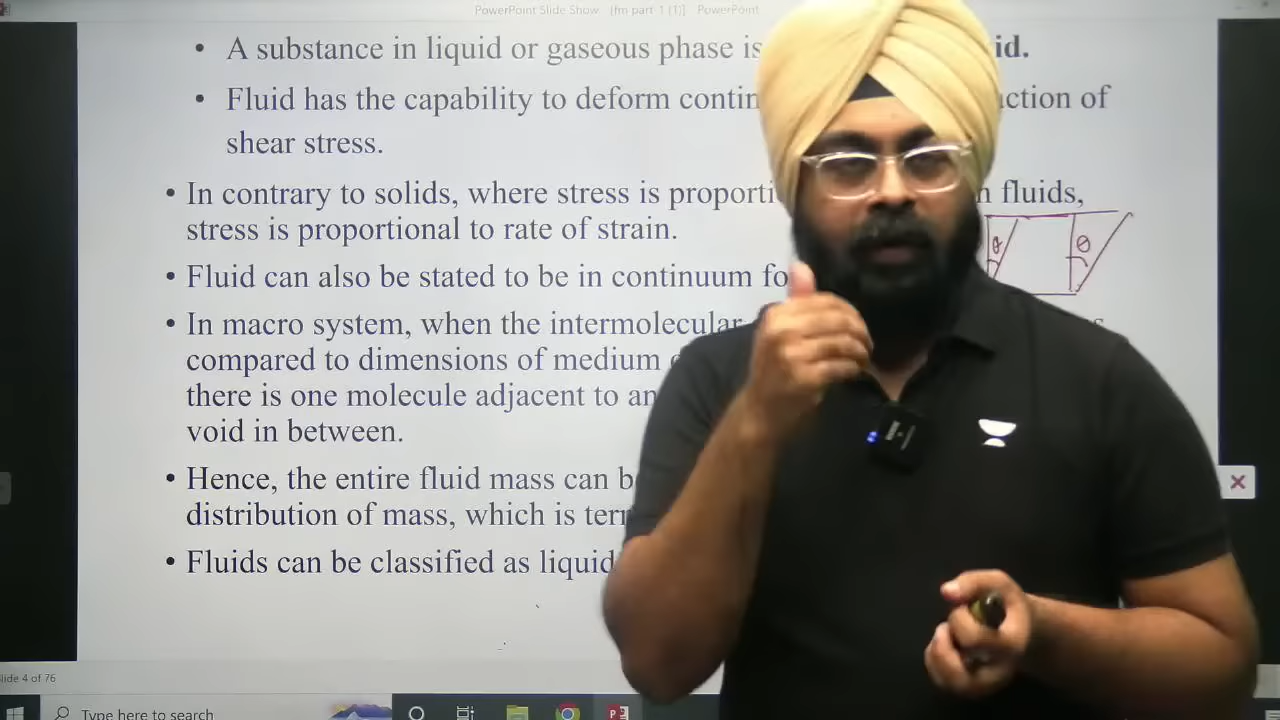 PowerPoint Slide Show - [fm part 1 (1)] - PowerPoint
• A substance in liquid or gaseous phase is id.
• Fluid has the capability to deform contin action of
shear stress.
• In contrary to solids, where stress is proporti n fluids,
stress is proportional to rate of strain.
θ θ
• Fluid can also be stated to be in continuum fo
• In macro system, when the intermolecular
compared to dimensions of medium
there is one molecule adjacent to an
void in between.
• Hence, the entire fluid mass can b
distribution of mass, which is ter
• Fluids can be classified as liquid
lide 4 of 76
Type here to search